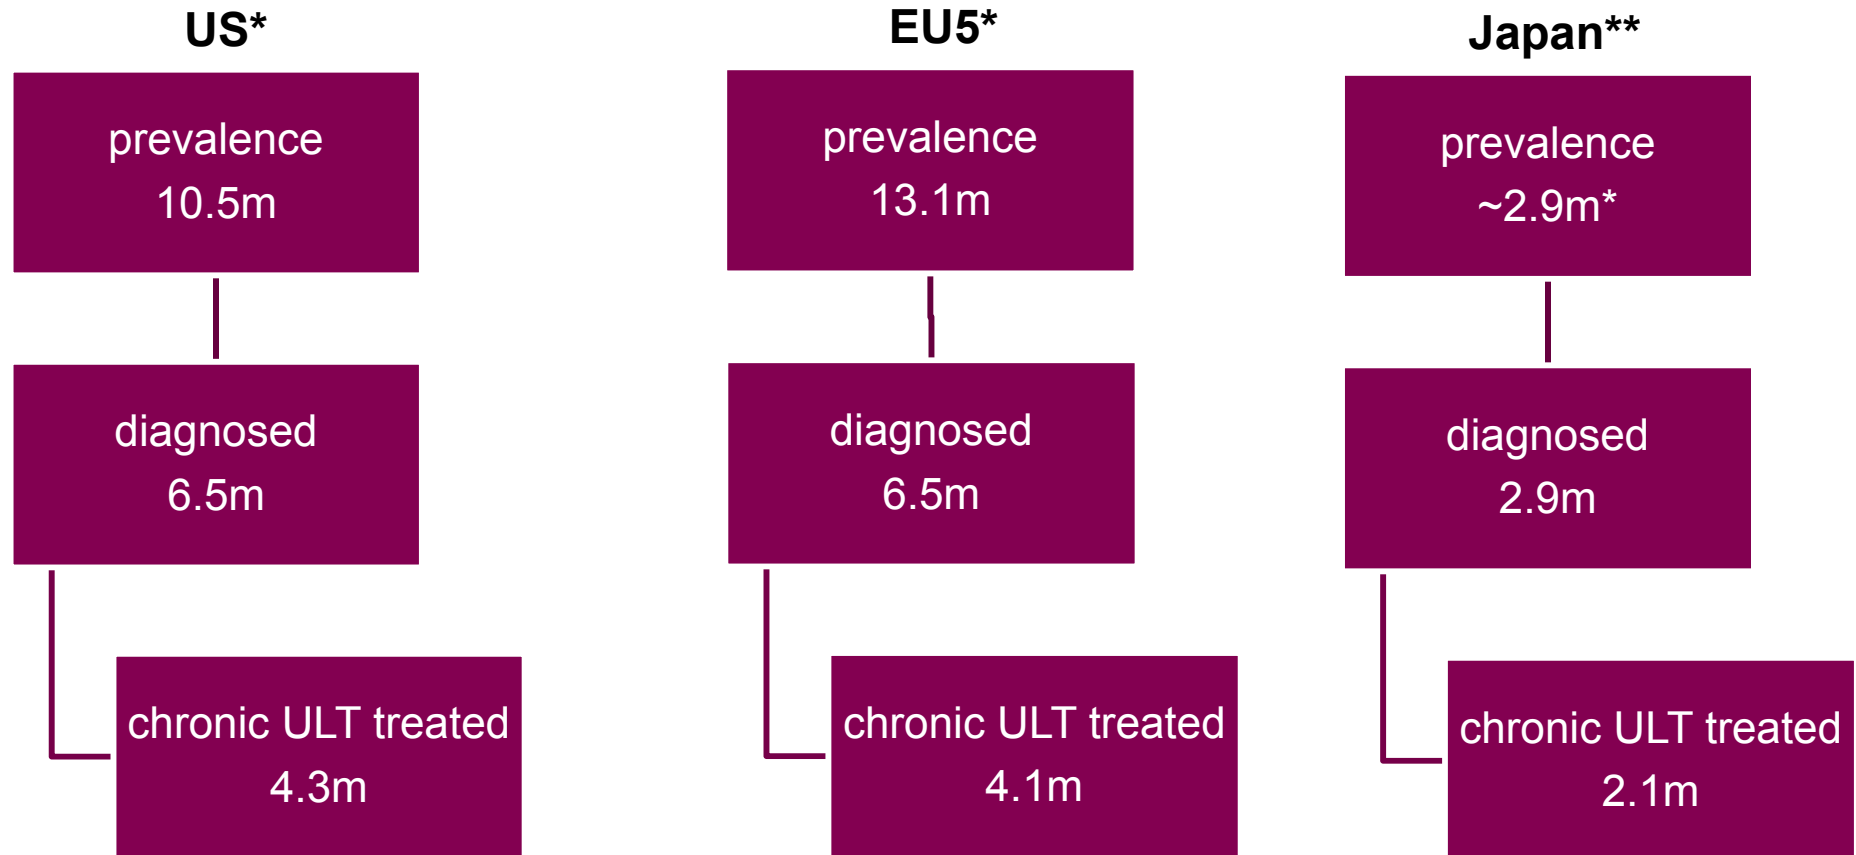 US*
prevalence
10.5m
diagnosed
6.5m
chronic ULT treated
4.3m
EU5*
prevalence
13.1m
diagnosed
6.5m
chronic ULT treated
4.1m
Japan**
prevalence
~2.9m*
diagnosed
2.9m
chronic ULT treated
2.1m